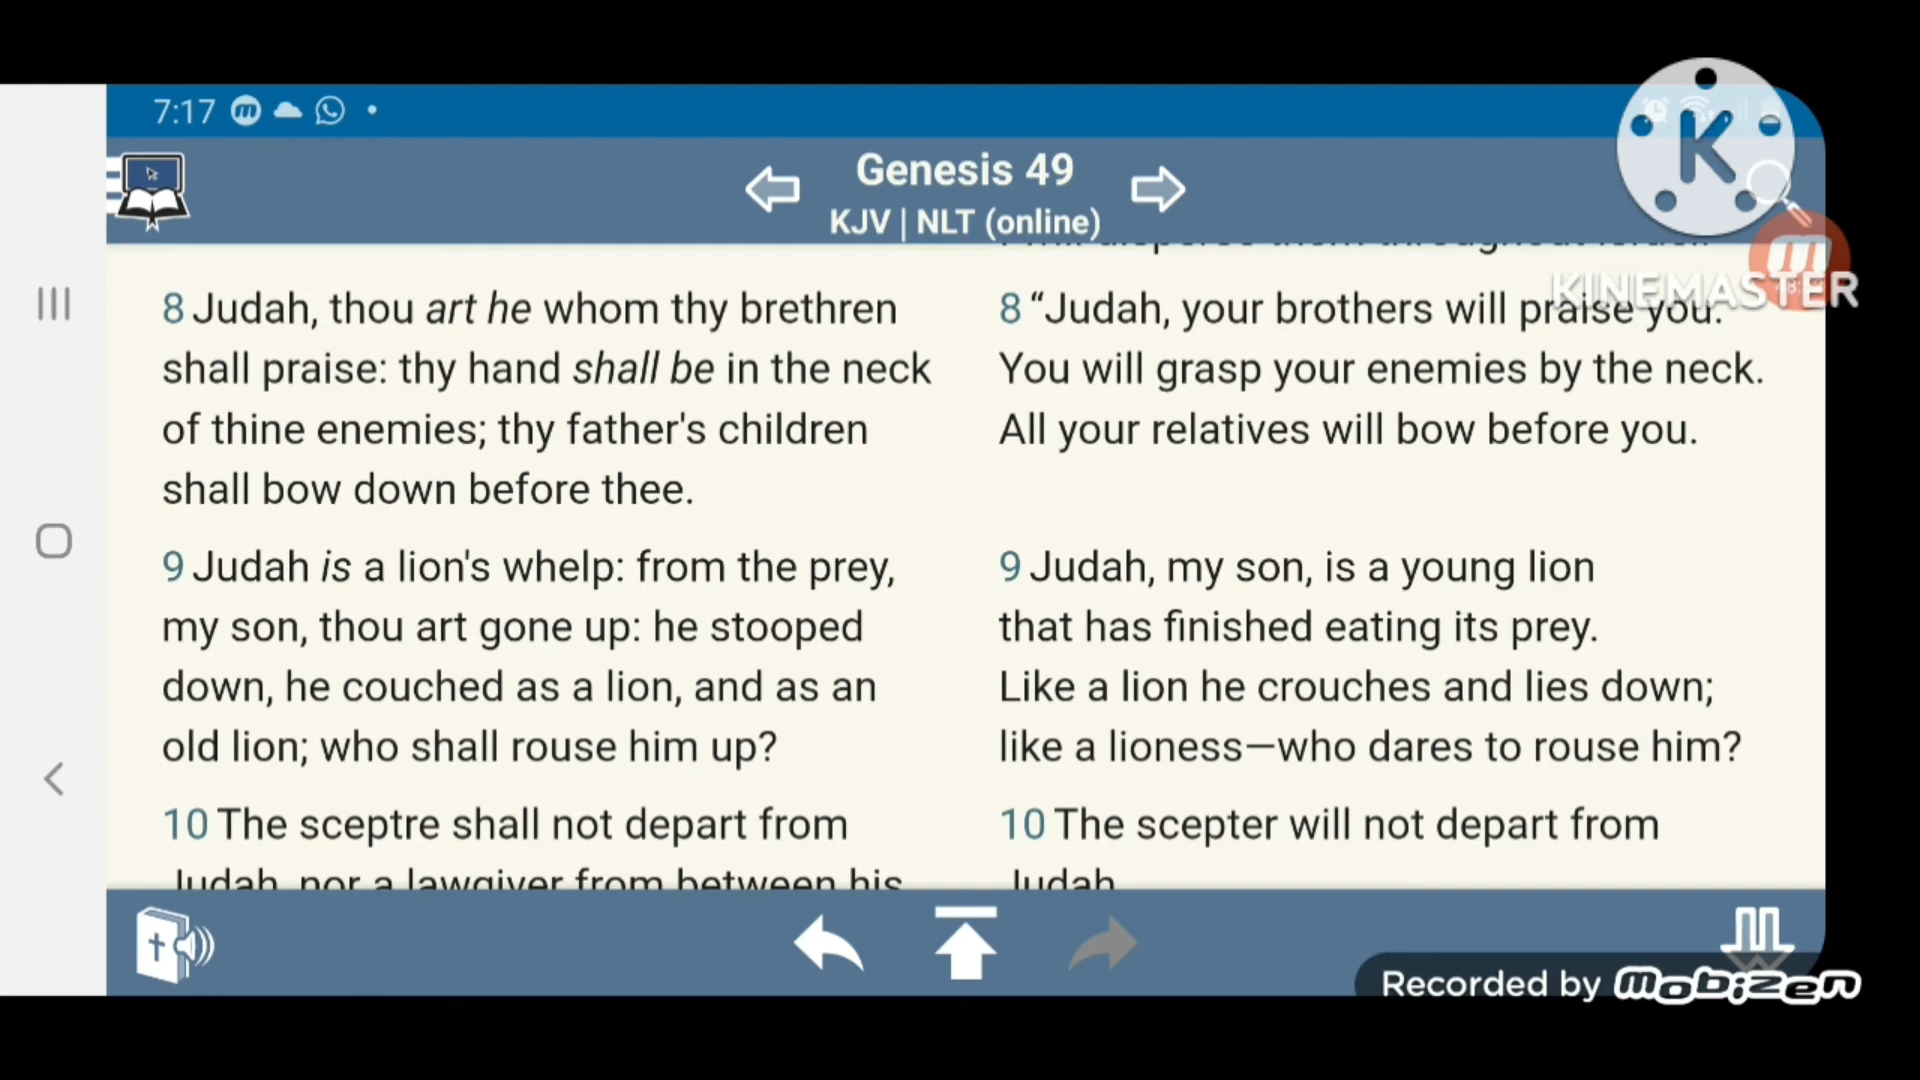 7:17
Genesis 49
KJV | NLT (online)
K
KINEMASTER
8 Judah, thou art he whom thy brethren
shall praise: thy hand shall be in the neck
of thine enemies; thy father's children
shall bow down before thee.
9 Judah is a lion's whelp: from the prey,
my son, thou art gone up: he stooped
down, he couched as a lion, and as an
old lion; who shall rouse him up?
10 The sceptre shall not depart from
Judah, nor a lawgiver from between his
8 “Judah, your brothers will praise you.
You will grasp your enemies by the neck.
All your relatives will bow before you.
9 Judah, my son, is a young lion
that has finished eating its prey.
Like a lion he crouches and lies down;
like a lioness—who dares to rouse him?
10 The scepter will not depart from
Judah
Recorded by mobizen